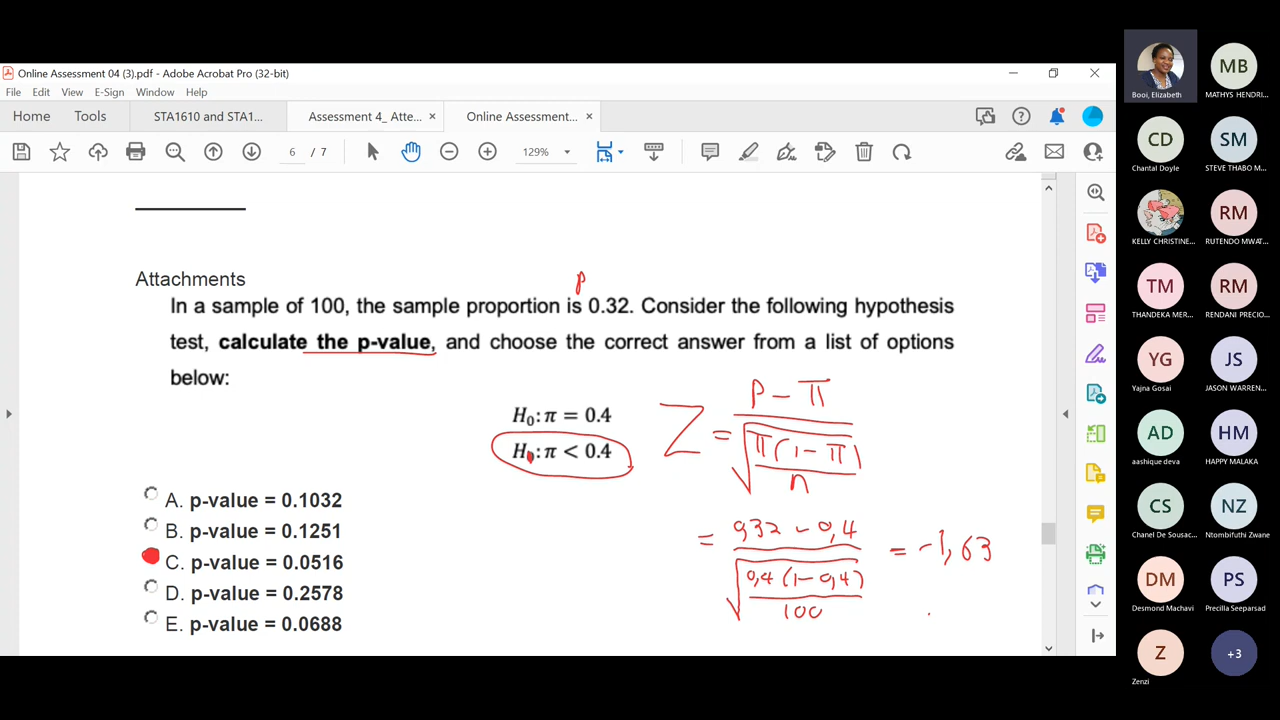 Online Assessment 04 (3).pdf - Adobe Acrobat Pro (32-bit)
File Edit View E-Sign Window Help
Home Tools STA1610 and STA1... Assessment 4_ Atte... × Online Assessment... ×
6 / 7 129%
Attachments
p
In a sample of 100, the sample proportion is 0.32. Consider the following hypothesis
test, calculate the p-value, and choose the correct answer from a list of options
below:
H₀: π = 0.4
H₀: π < 0.4
Z = (P - π) / √(π(1 - π) / n)
= (0,32 - 0,4) / √(0,4(1 - 0,4) / 100) = -1,63
A. p-value = 0.1032
B. p-value = 0.1251
C. p-value = 0.0516
D. p-value = 0.2578
E. p-value = 0.0688
Booi, Elizabeth
MB
MATHYS HENDRI...
CD
Chantal Doyle
SM
STEVE THABO M...
KELLY CHRISTINE...
RM
RUTENDO MWAT...
TM
THANDEKA MER...
RM
RENDANI PRECIO...
YG
Yajna Gosai
JS
JASON WARREN...
AD
aashique deva
HM
HAPPY MALAKA
CS
Chanel De Sousac...
NZ
Ntombifuthi Zwane
DM
Desmond Machavi
PS
Precilla Seeparsad
Z
Zenzi
+3